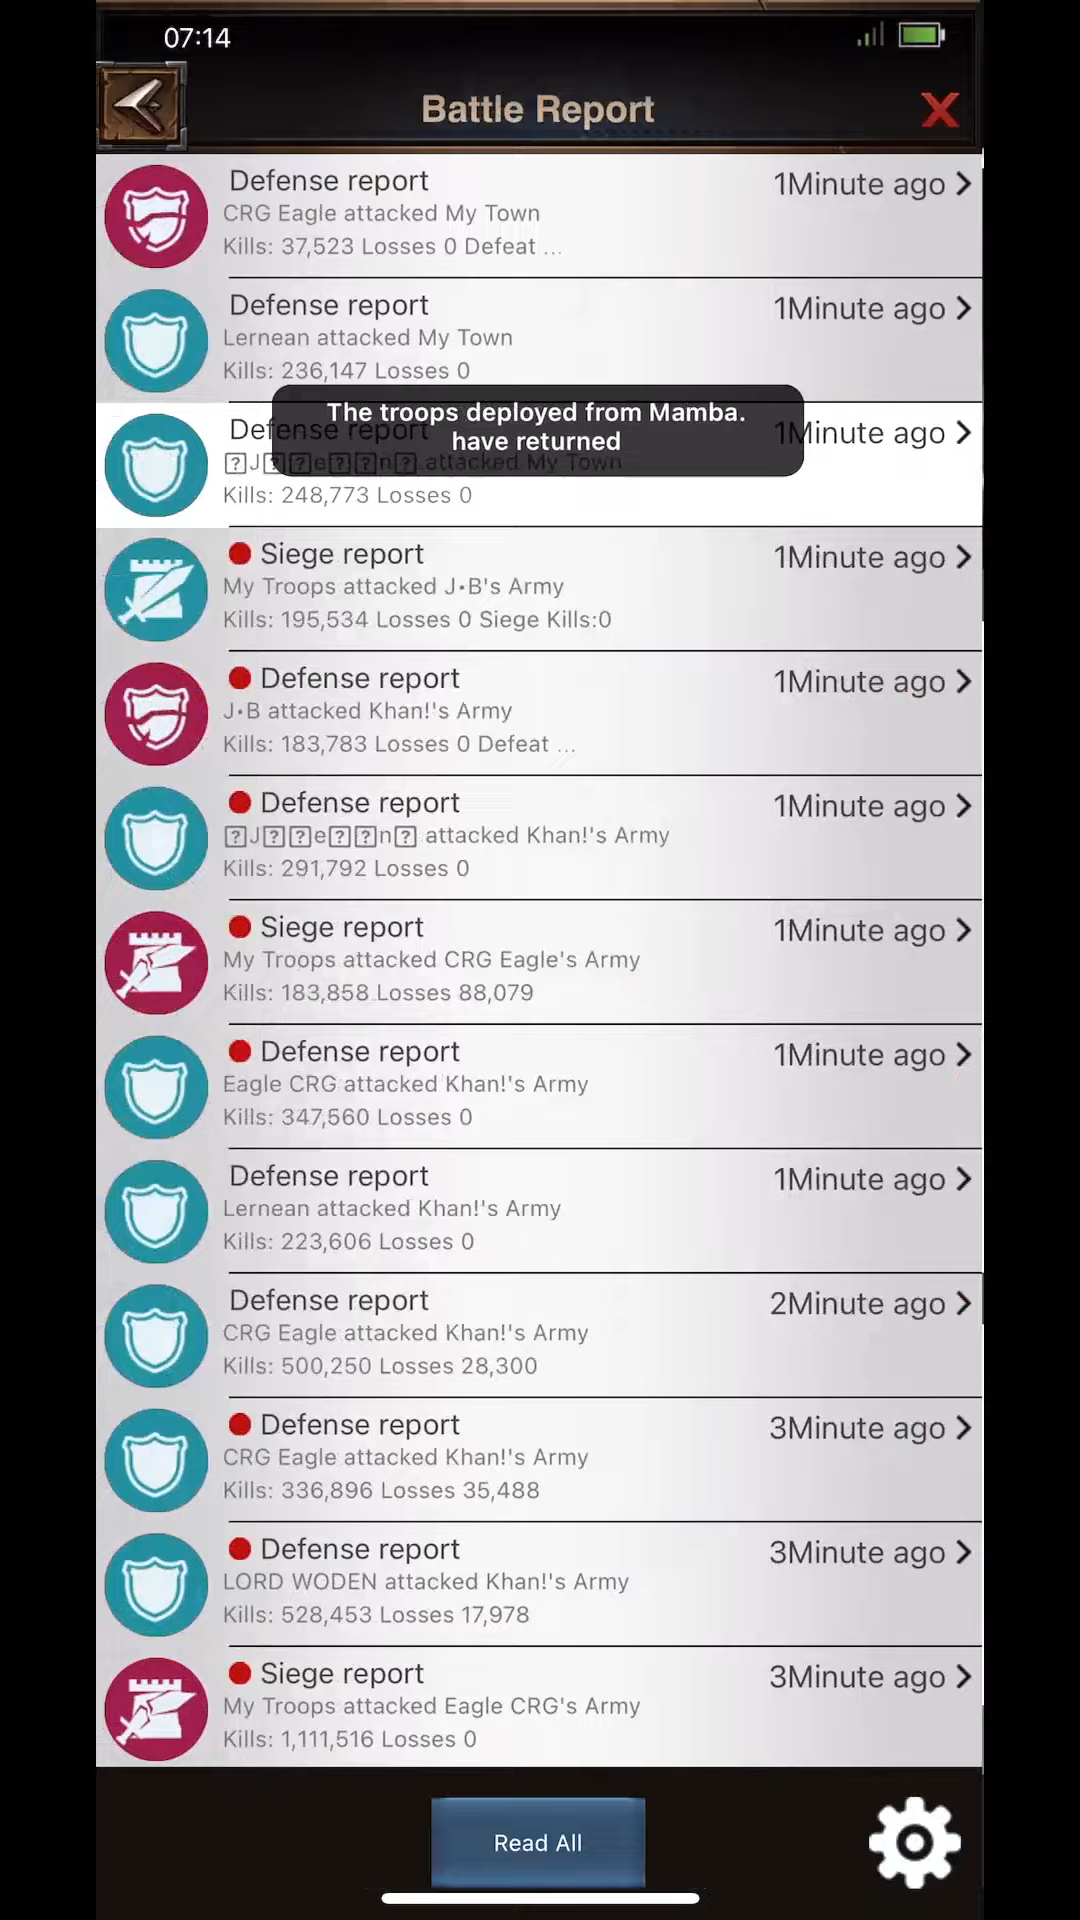 07:14
Battle Report
Defense report
1Minute ago
CRG Eagle attacked My Town
Kills: 37,523 Losses 0 Defeat ...
Defense report
1Minute ago
Lernean attacked My Town
Kills: 236,147 Losses 0
The troops deployed from Mamba.
have returned
Defense report
1Minute ago
J e n attacked My Town
Kills: 248,773 Losses 0
Siege report
1Minute ago
My Troops attacked J•B's Army
Kills: 195,534 Losses 0 Siege Kills:0
Defense report
1Minute ago
J•B attacked Khan!'s Army
Kills: 183,783 Losses 0 Defeat ...
Defense report
1Minute ago
J e n attacked Khan!'s Army
Kills: 291,792 Losses 0
Siege report
1Minute ago
My Troops attacked CRG Eagle's Army
Kills: 183,858 Losses 88,079
Defense report
1Minute ago
Eagle CRG attacked Khan!'s Army
Kills: 347,560 Losses 0
Defense report
1Minute ago
Lernean attacked Khan!'s Army
Kills: 223,606 Losses 0
Defense report
2Minute ago
CRG Eagle attacked Khan!'s Army
Kills: 500,250 Losses 28,300
Defense report
3Minute ago
CRG Eagle attacked Khan!'s Army
Kills: 336,896 Losses 35,488
Defense report
3Minute ago
LORD WODEN attacked Khan!'s Army
Kills: 528,453 Losses 17,978
Siege report
3Minute ago
My Troops attacked Eagle CRG's Army
Kills: 1,111,516 Losses 0
Read All